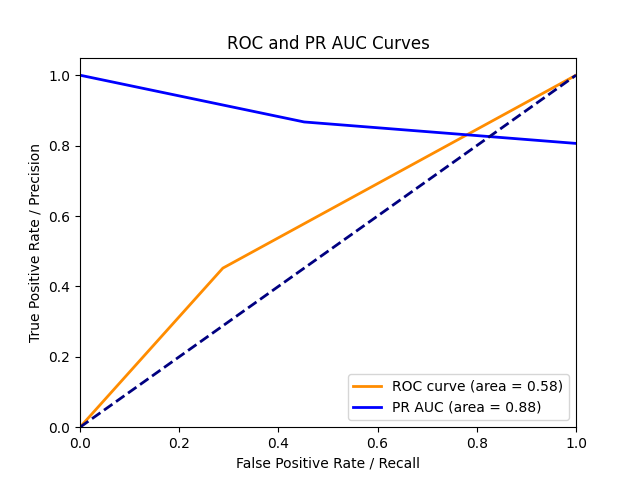 ROC and PR AUC Curves
True Positive Rate / Precision
1.0
0.8
0.6
0.4
0.2
0.0
0.0 0.2 0.4 0.6 0.8 1.0
False Positive Rate / Recall
ROC curve (area = 0.58)
PR AUC (area = 0.88)